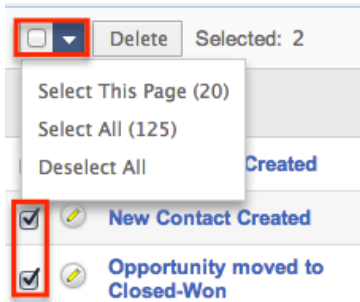 Delete Selected: 2
Select This Page (20)
Select All (125)
Deselect All
Created
New Contact Created
Opportunity moved to
Closed-Won